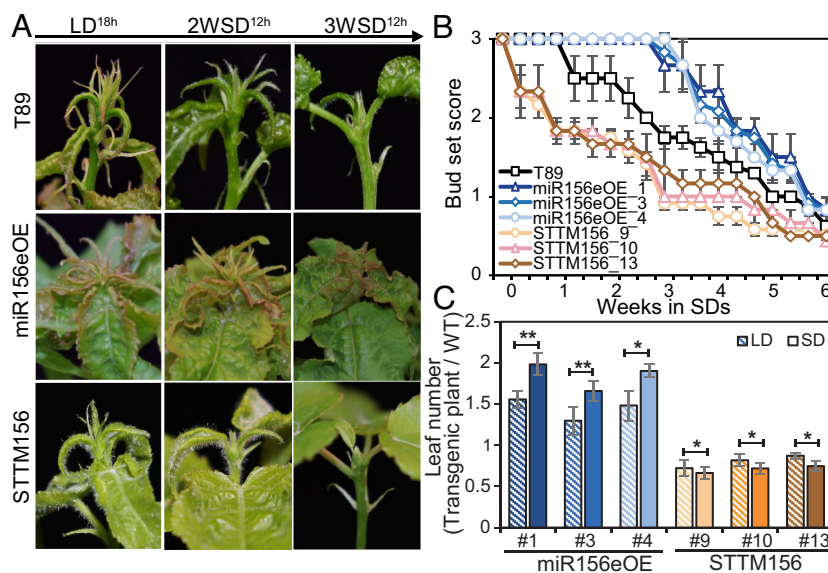 A
LD18h
2WSD12h
3WSD12h
T89
miR156eOE
STTM156
B
Bud set score
3
2
1
0
T89
miR156eOE_1
miR156eOE_3
miR156eOE_4
STTM156_9
STTM156_10
STTM156_13
0 1 2 3 4 5 6
Weeks in SDs
C
Leaf number
(Transgenic plant / WT)
2.5
2
1.5
1
0.5
0
LD SD
** ** * * * *
#1 #3 #4 #9 #10 #13
miR156eOE STTM156